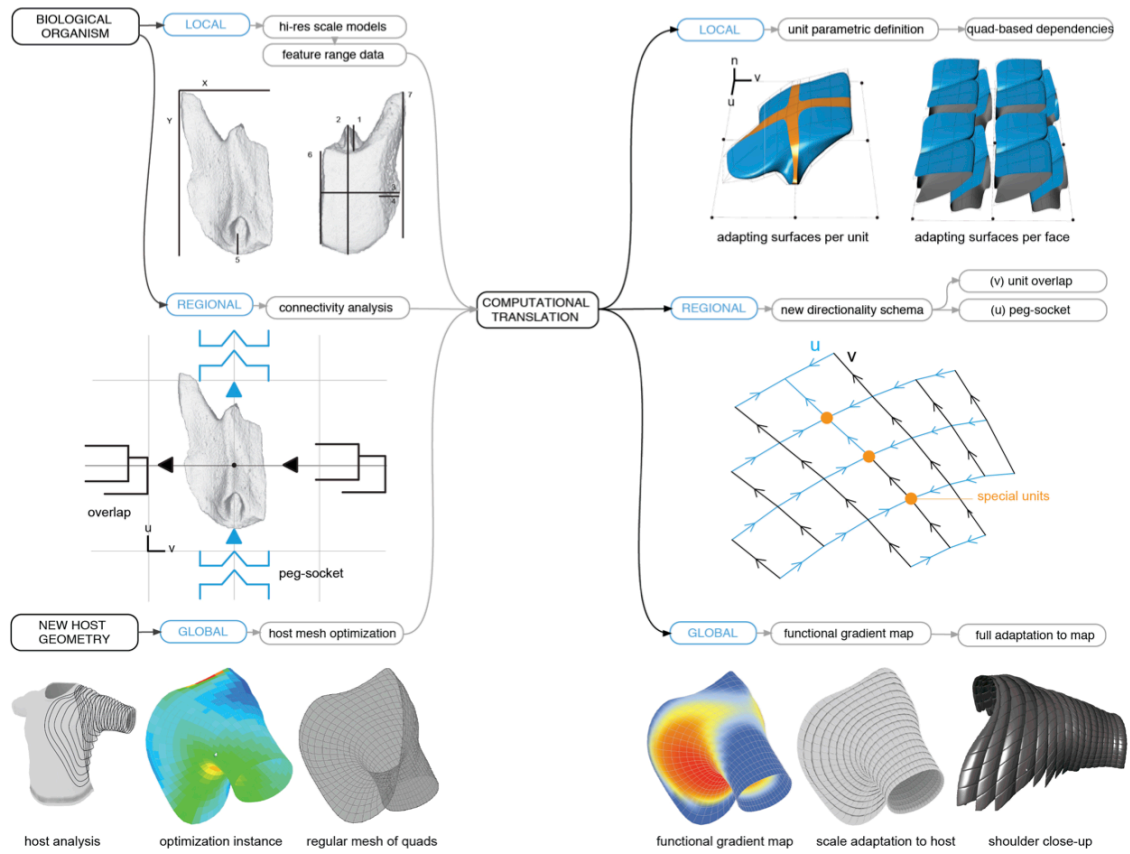 BIOLOGICAL
ORGANISM
LOCAL
hi-res scale models
feature range data
X
Y
5
2
1
7
6
4
REGIONAL
connectivity analysis
overlap
u
v
peg-socket
NEW HOST
GEOMETRY
GLOBAL
host mesh optimization
host analysis
optimization instance
regular mesh of quads
COMPUTATIONAL
TRANSLATION
LOCAL
unit parametric definition
quad-based dependencies
n
v
u
adapting surfaces per unit
adapting surfaces per face
REGIONAL
new directionality schema
(v) unit overlap
(u) peg-socket
u
v
special units
GLOBAL
functional gradient map
full adaptation to map
functional gradient map
scale adaptation to host
shoulder close-up